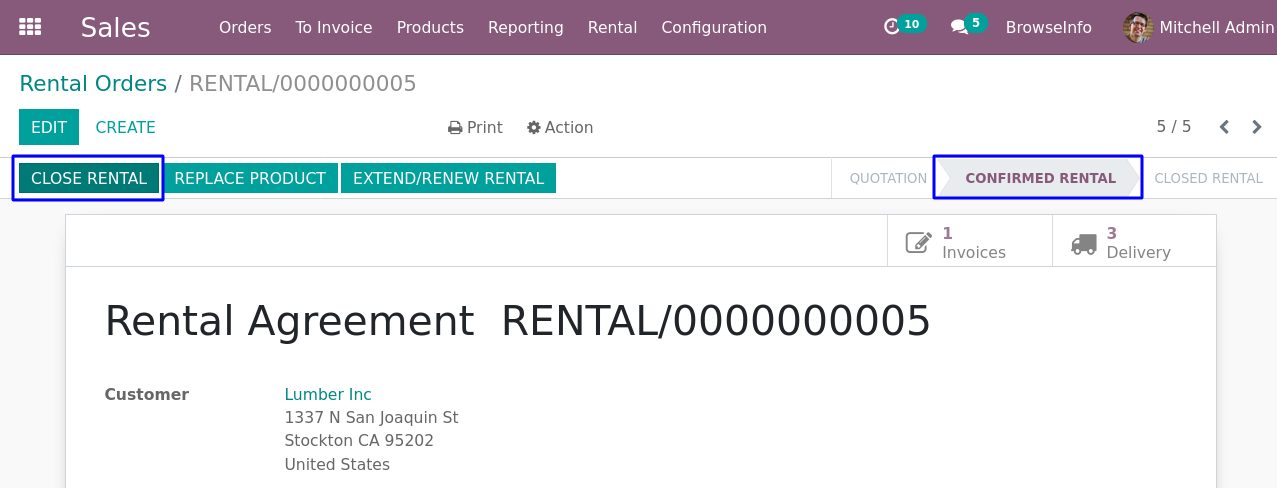 Sales Orders To Invoice Products Reporting Rental Configuration 10 5 BrowseInfo Mitchell Admin
Rental Orders / RENTAL/0000000005
EDIT CREATE Print Action 5 / 5
CLOSE RENTAL REPLACE PRODUCT EXTEND/RENEW RENTAL QUOTATION CONFIRMED RENTAL CLOSED RENTAL
1 Invoices 3 Delivery
Rental Agreement RENTAL/0000000005
Customer Lumber Inc
1337 N San Joaquin St
Stockton CA 95202
United States